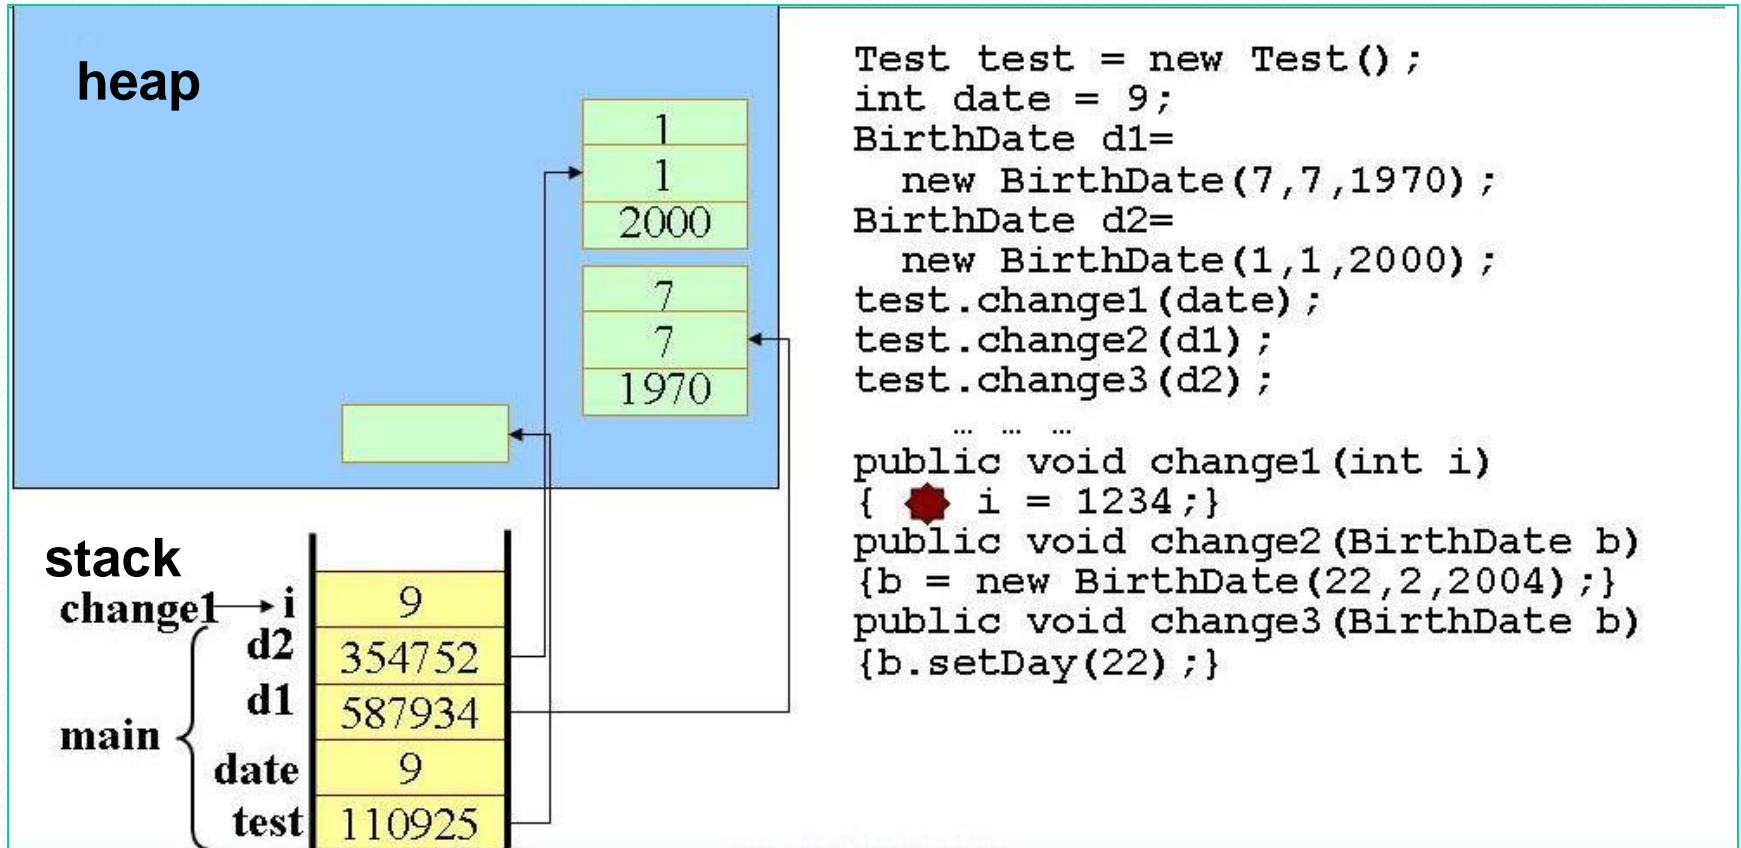 heap
1
1
2000
7
7
1970
stack
change1 i 9
d2 354752
d1 587934
main
date 9
test 110925
Test test = new Test();
int date = 9;
BirthDate d1=
new BirthDate(7,7,1970);
BirthDate d2=
new BirthDate(1,1,2000);
test.change1(date);
test.change2(d1);
test.change3(d2);
… … …
public void change1(int i)
{ i = 1234;}
public void change2(BirthDate b)
{b = new BirthDate(22,2,2004);}
public void change3(BirthDate b)
{b.setDay(22);}